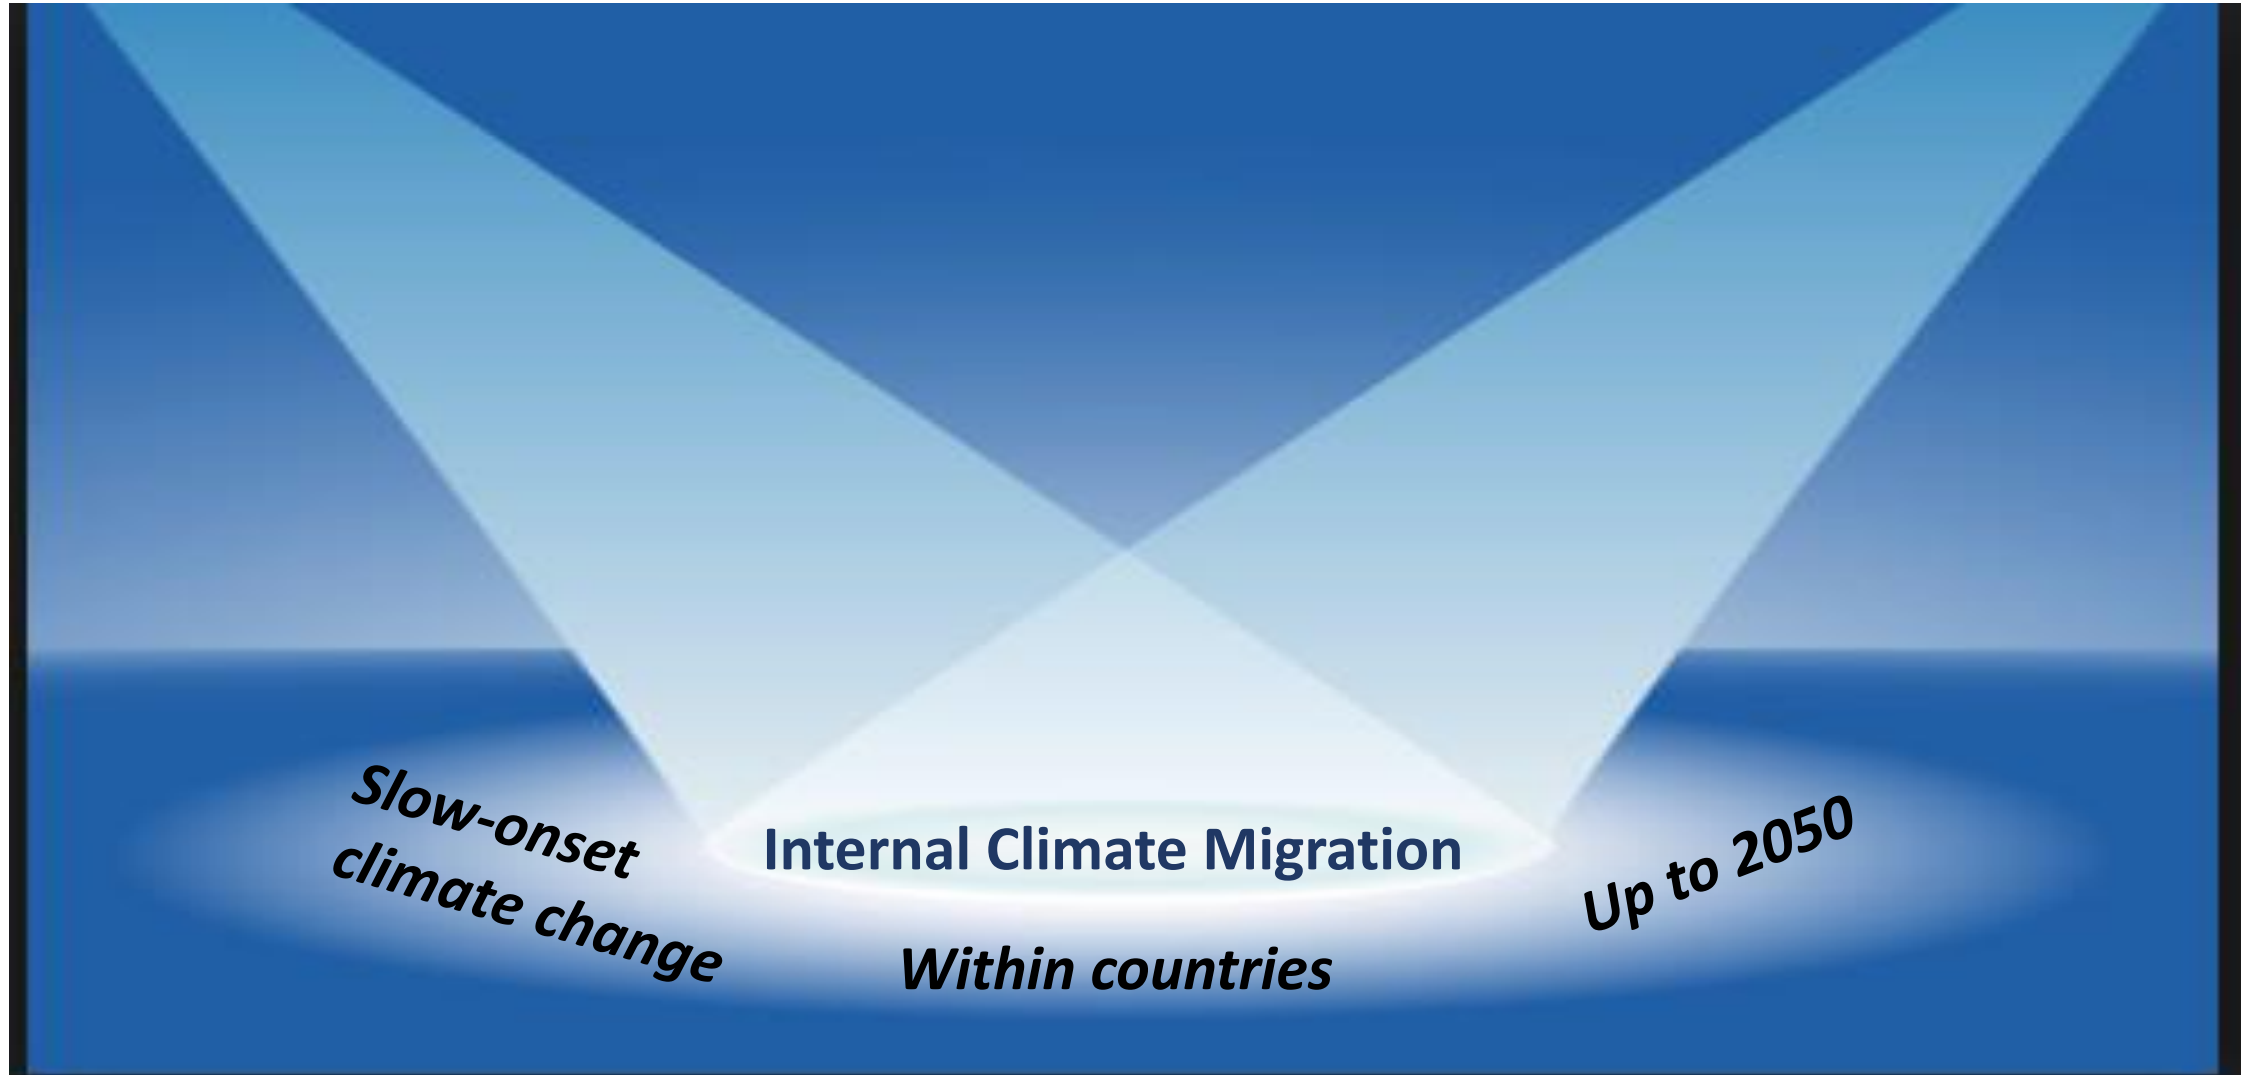 Slow-onset
climate change
Internal Climate Migration
Within countries
Up to 2050